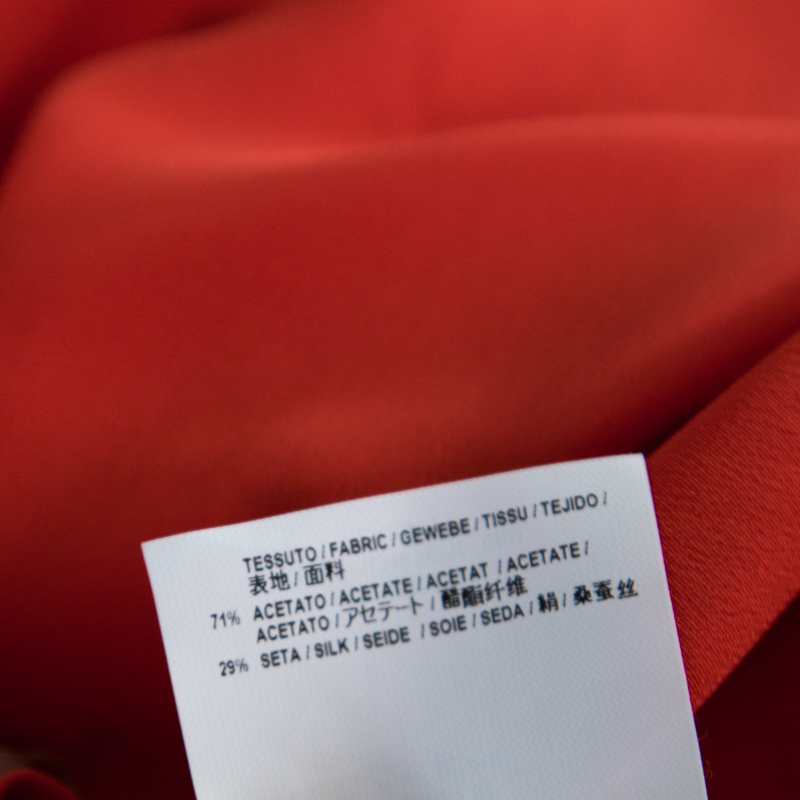 TESSUTO / FABRIC / GEWEBE / TISSU / TEJIDO /
表地 / 面料
71% ACETATO / ACETATE / ACETAT / ACETATE /
ACETATO / アセテート / 醋酯纤维
29% SETA / SILK / SEIDE / SOIE / SEDA / 絹 / 桑蚕丝